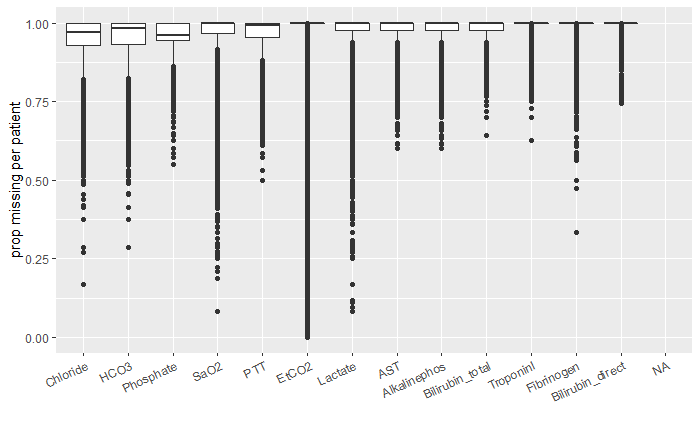 prop missing per patient
1.00
0.75
0.50
0.25
0.00
Chloride
HCO3
Phosphate
SaO2
PTT
EtCO2
Lactate
AST
Alkalinephos
Bilirubin_total
TroponinI
Fibrinogen
Bilirubin_direct
NA